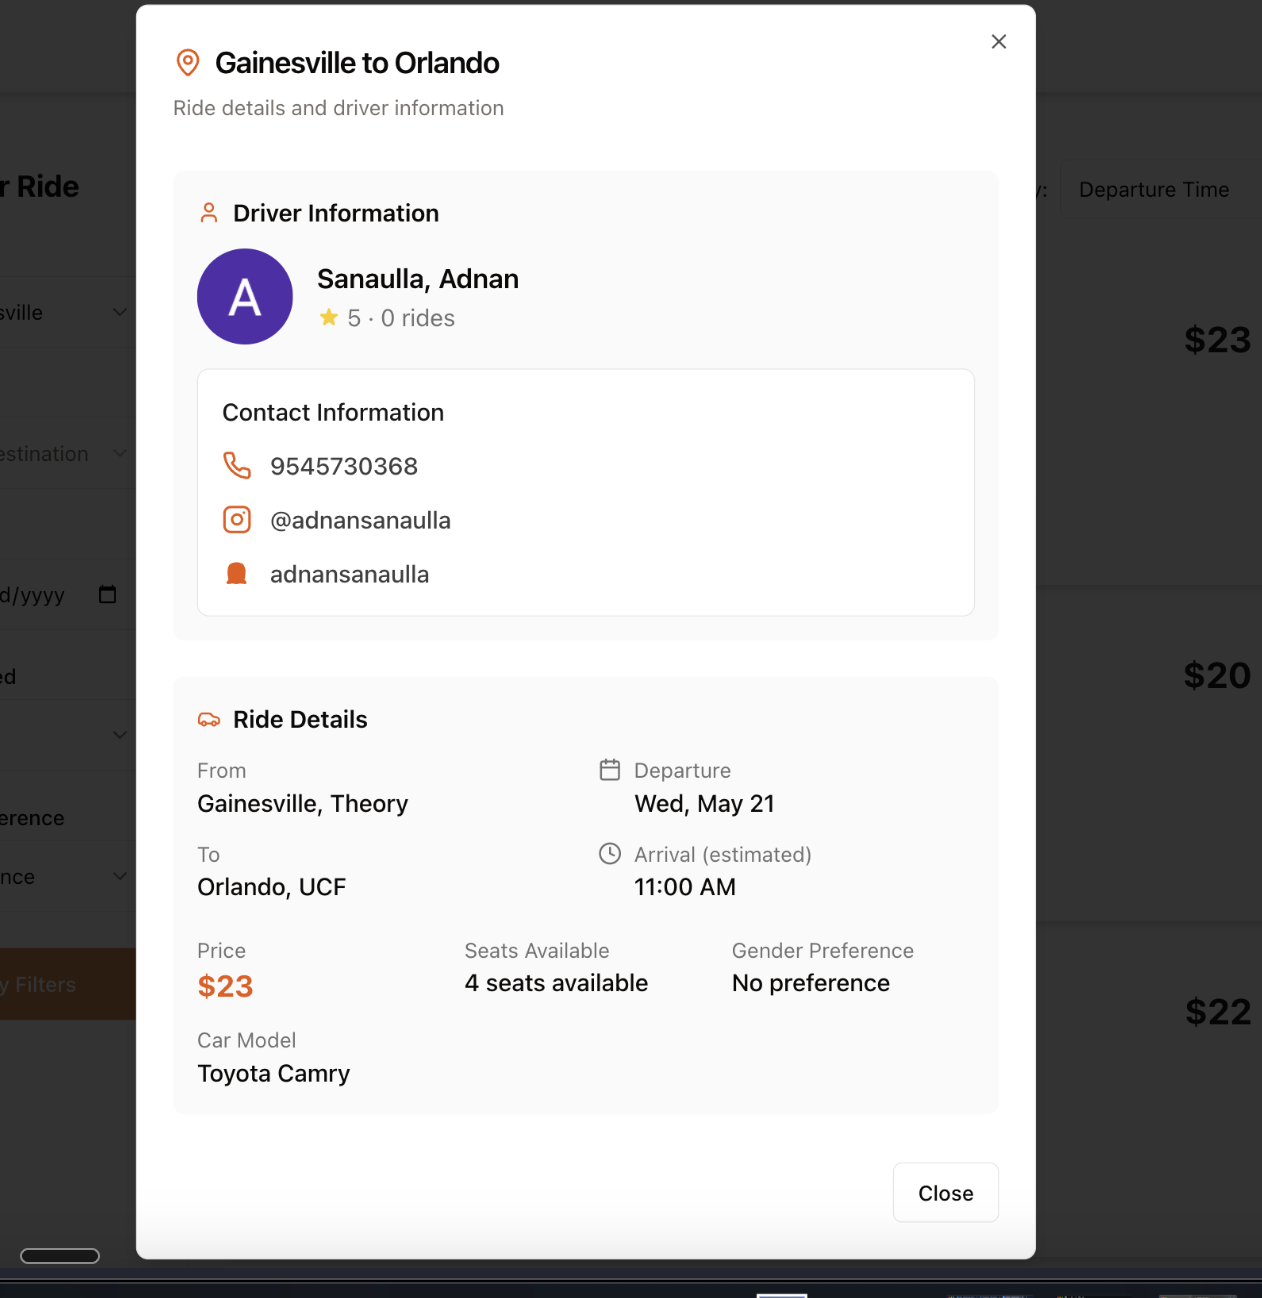 Gainesville to Orlando
Ride details and driver information
r Ride
y:
Departure Time
Driver Information
A
Sanaulla, Adnan
5 · 0 rides
sville
$23
Contact Information
9545730368
estination
@adnansanaulla
adnansanaulla
d/yyyy
ed
$20
Ride Details
From
Departure
Gainesville, Theory
Wed, May 21
erence
To
Arrival (estimated)
nce
Orlando, UCF
11:00 AM
Price
Seats Available
Gender Preference
$23
4 seats available
No preference
y Filters
$22
Car Model
Toyota Camry
Close